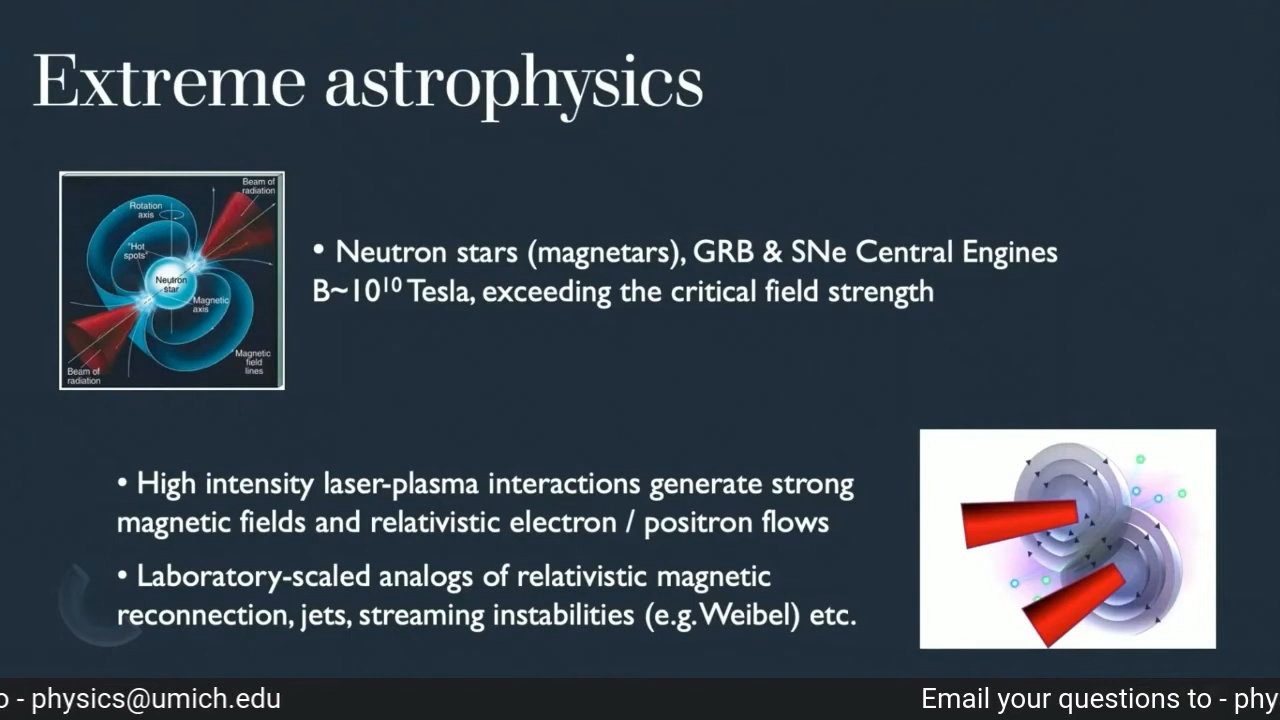 Extreme astrophysics
Beam of
radiation
Rotation
axis
"Hot
spots"
Neutron
star
Magnetic
axis
Magnetic
field
lines
Beam of
radiation
• Neutron stars (magnetars), GRB & SNe Central Engines
B~10¹⁰ Tesla, exceeding the critical field strength
• High intensity laser-plasma interactions generate strong
magnetic fields and relativistic electron / positron flows
• Laboratory-scaled analogs of relativistic magnetic
reconnection, jets, streaming instabilities (e.g. Weibel) etc.
o - physics@umich.edu
Email your questions to - phy